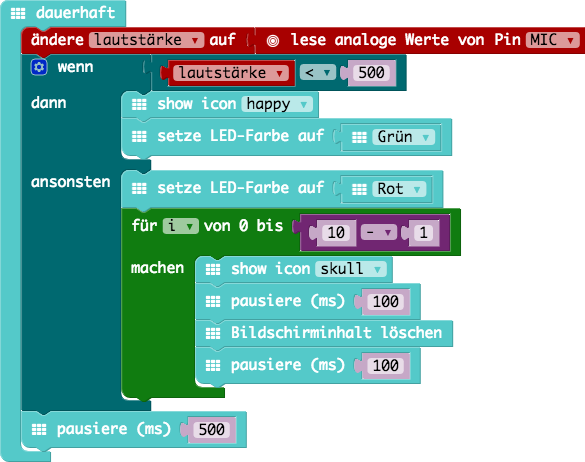 dauerhaft
ändere lautstärke auf lese analoge Werte von Pin MIC
wenn lautstärke < 500
dann show icon happy
setze LED-Farbe auf Grün
ansonsten setze LED-Farbe auf Rot
für i von 0 bis 10 - 1
machen show icon skull
pausiere (ms) 100
Bildschirminhalt löschen
pausiere (ms) 100
pausiere (ms) 500